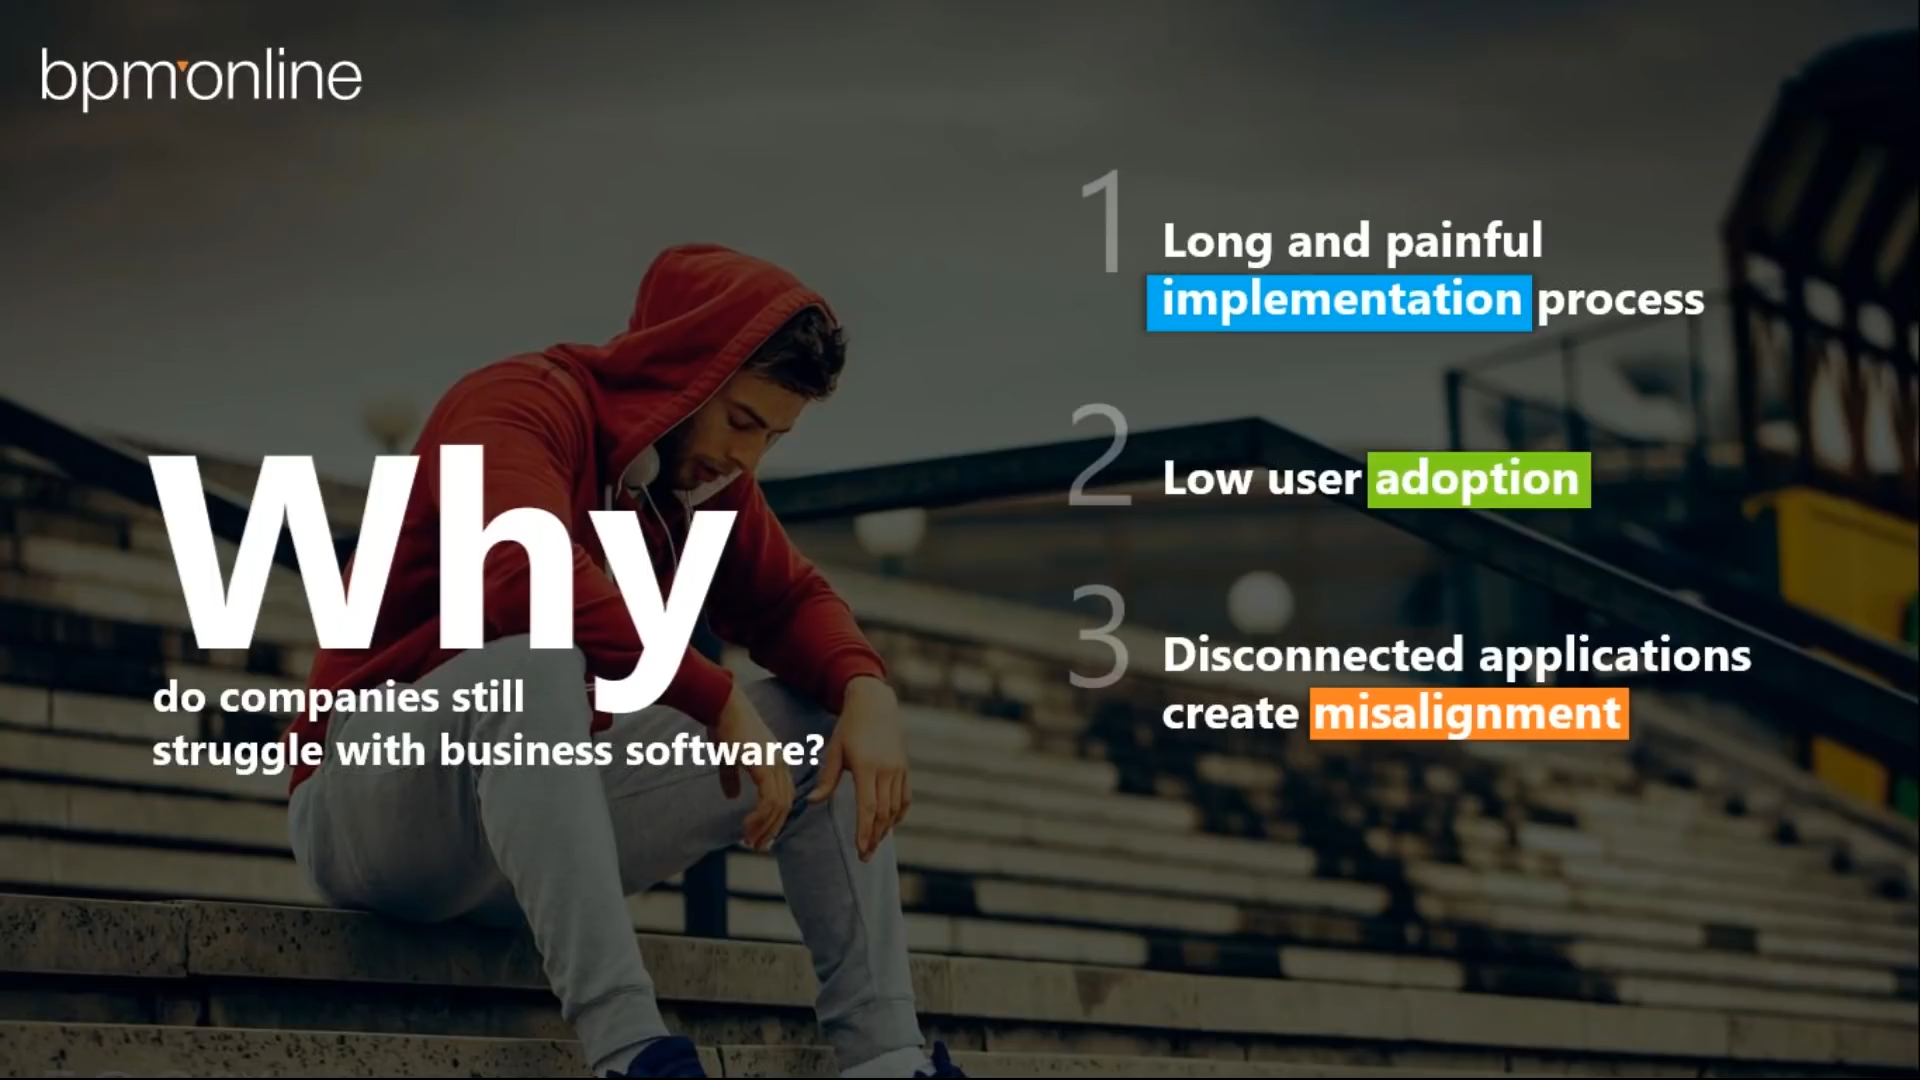 bpm'online
Why
do companies still
struggle with business software?
1
Long and painful
implementation process
2
Low user adoption
3
Disconnected applications
create misalignment